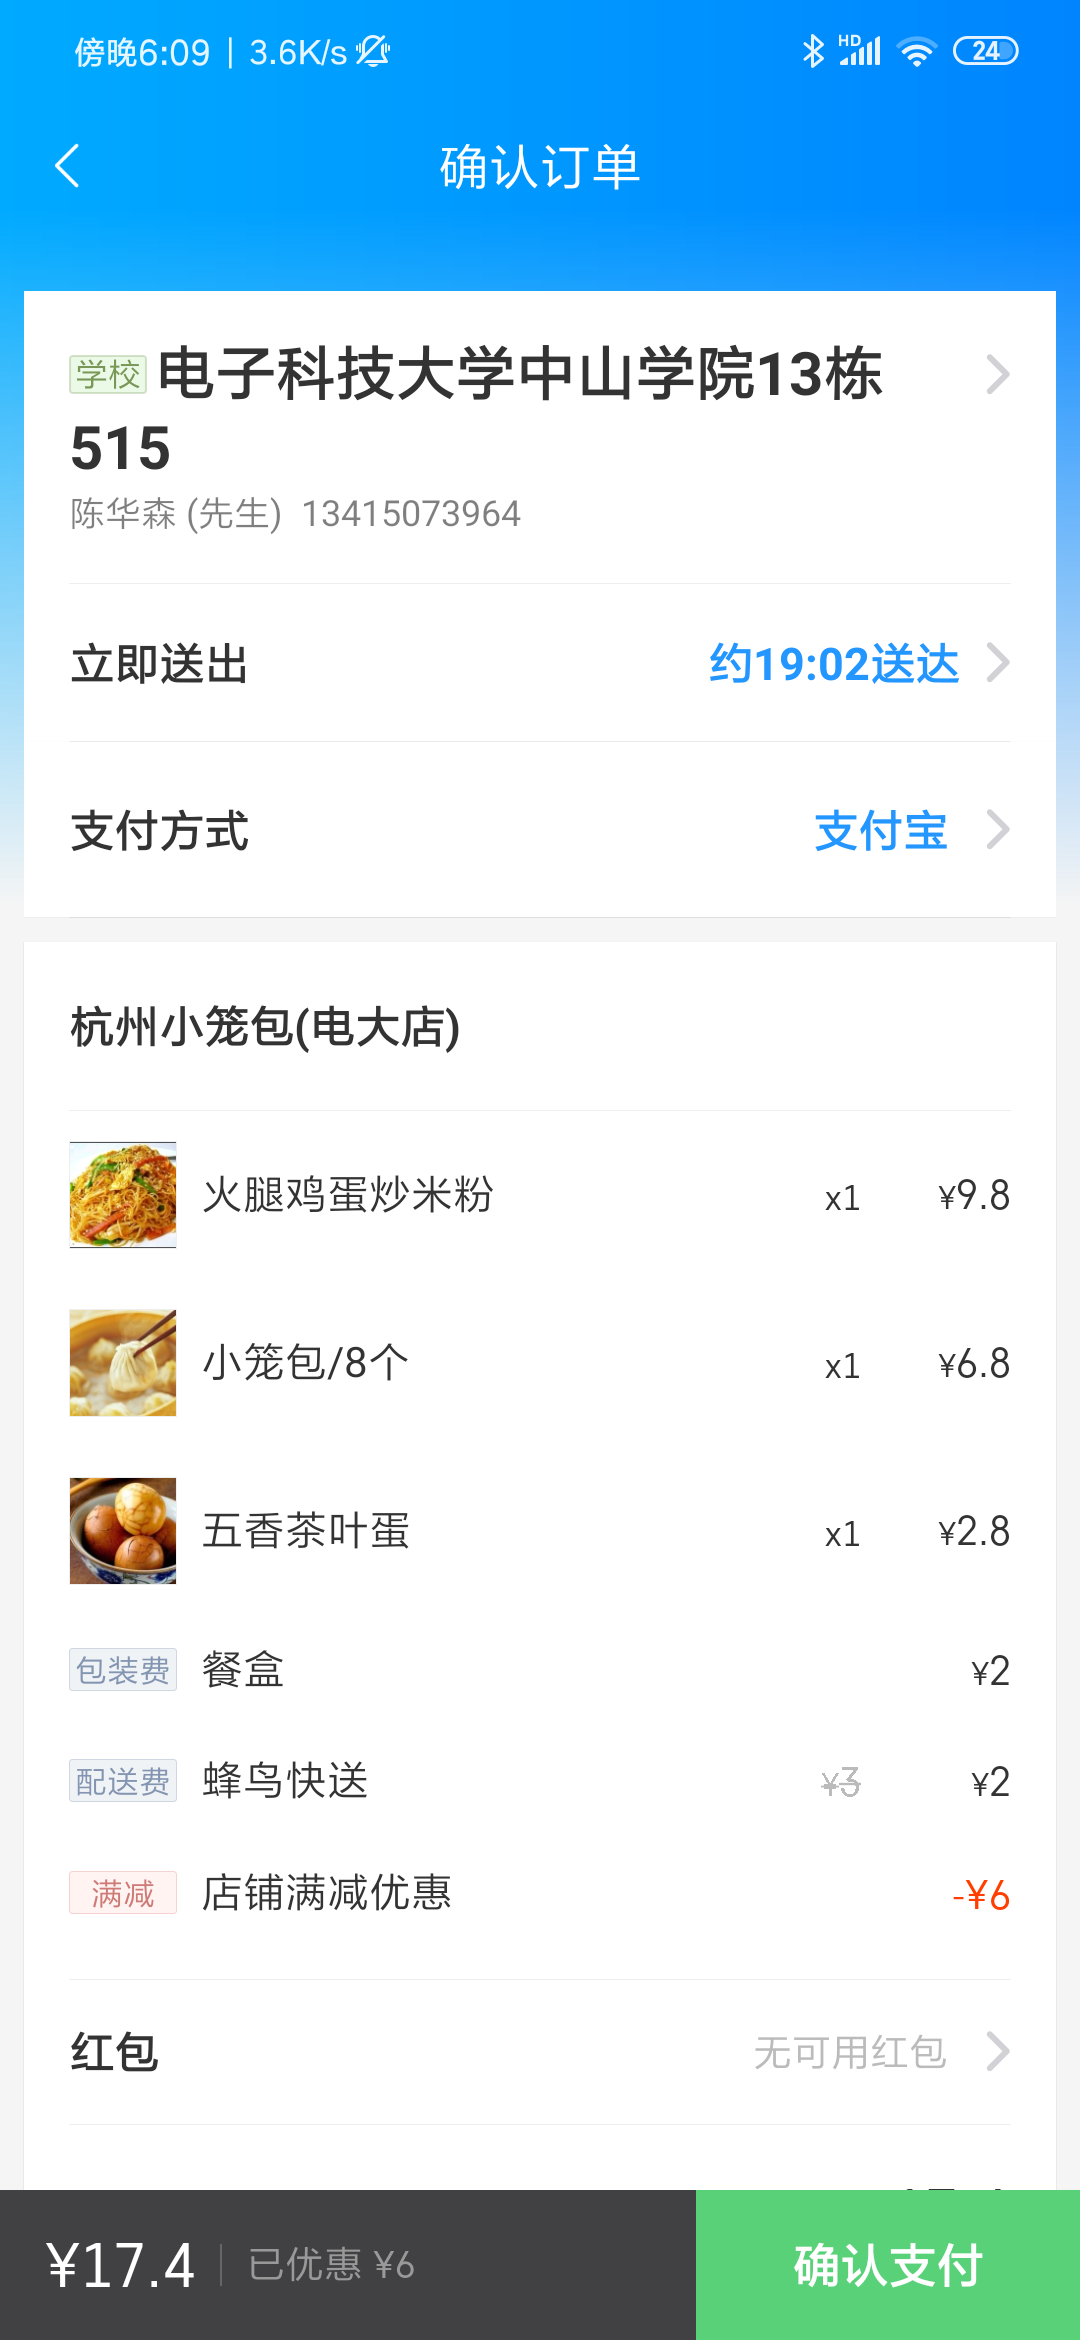 傍晚6:09 | 3.6K/s
HD
24
确认订单
学校 电子科技大学中山学院13栋
515
陈华森 (先生) 13415073964
立即送出 约19:02送达
支付方式 支付宝
杭州小笼包(电大店)
火腿鸡蛋炒米粉 x1 ¥9.8
小笼包/8个 x1 ¥6.8
五香茶叶蛋 x1 ¥2.8
包装费 餐盒 ¥2
配送费 蜂鸟快送 ¥3 ¥2
满减 店铺满减优惠 -¥6
红包 无可用红包
¥17.4 | 已优惠 ¥6 确认支付